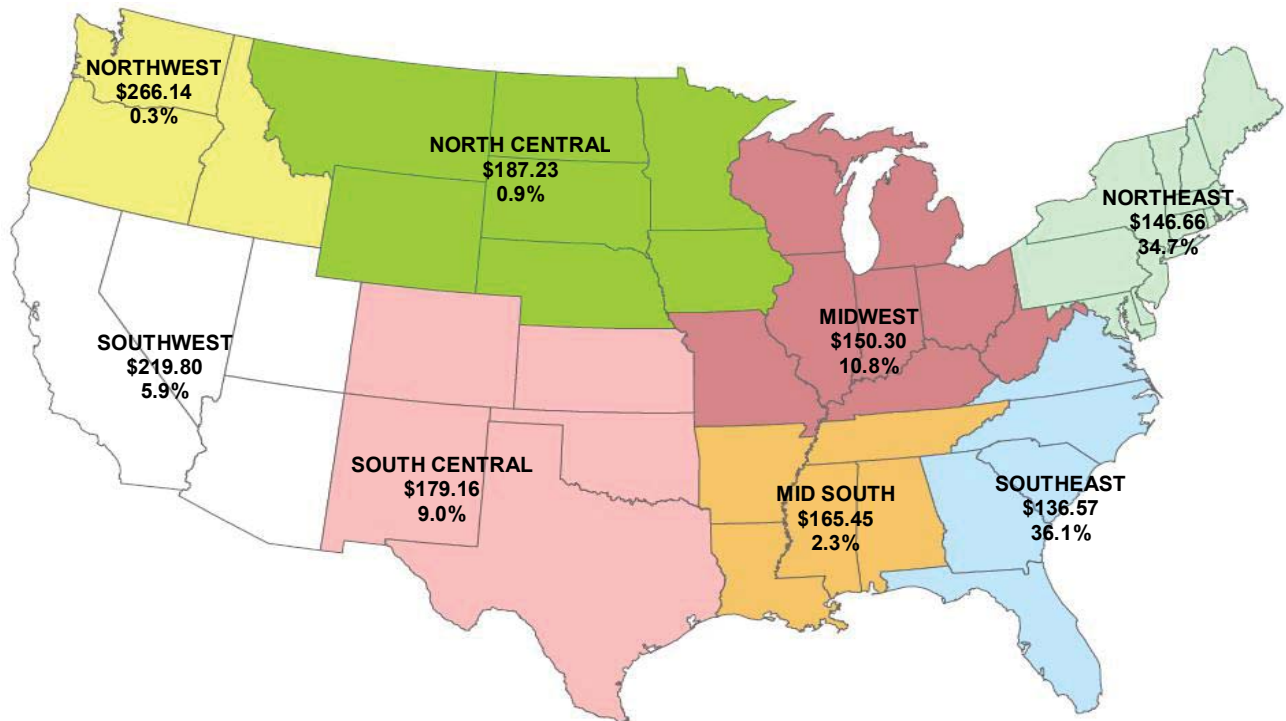 NORTHWEST
$266.14
0.3%
NORTH CENTRAL
$187.23
0.9%
NORTHEAST
$146.66
34.7%
SOUTHWEST
$219.80
5.9%
MIDWEST
$150.30
10.8%
SOUTH CENTRAL
$179.16
9.0%
MID SOUTH
$165.45
2.3%
SOUTHEAST
$136.57
36.1%